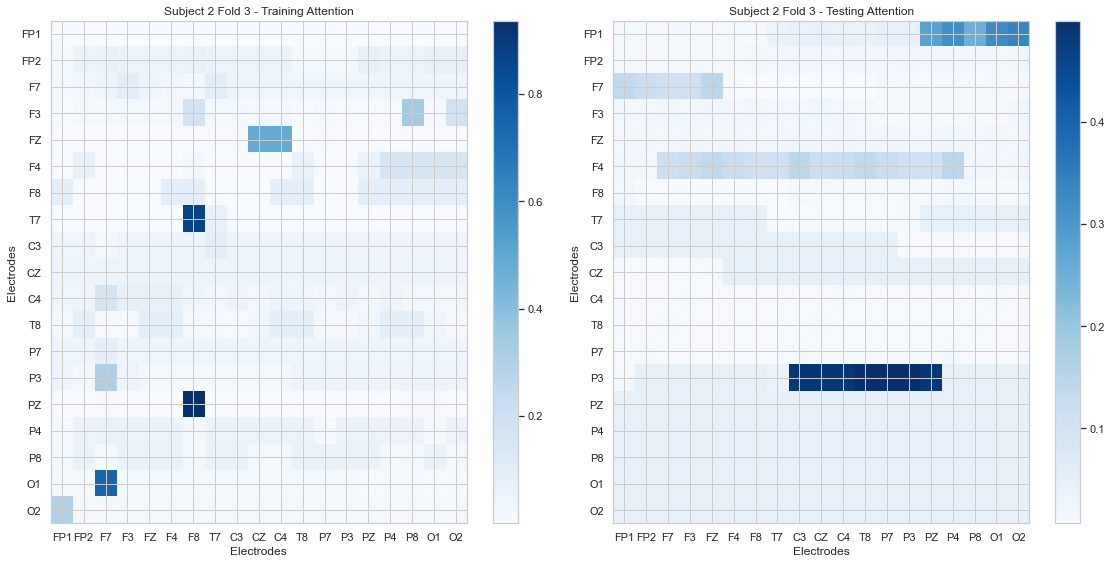 Subject 2 Fold 3 - Training Attention
FP1
FP2
F7
F3
FZ
F4
F8
T7
C3
CZ
C4
T8
P7
P3
PZ
P4
P8
O1
O2
Electrodes
FP1 FP2 F7 F3 FZ F4 F8 T7 C3 CZ C4 T8 P7 P3 PZ P4 P8 O1 O2
Electrodes
0.8
0.6
0.4
0.2
Subject 2 Fold 3 - Testing Attention
FP1
FP2
F7
F3
FZ
F4
F8
T7
C3
CZ
C4
T8
P7
P3
PZ
P4
P8
O1
O2
Electrodes
FP1 FP2 F7 F3 FZ F4 F8 T7 C3 CZ C4 T8 P7 P3 PZ P4 P8 O1 O2
Electrodes
0.4
0.3
0.2
0.1